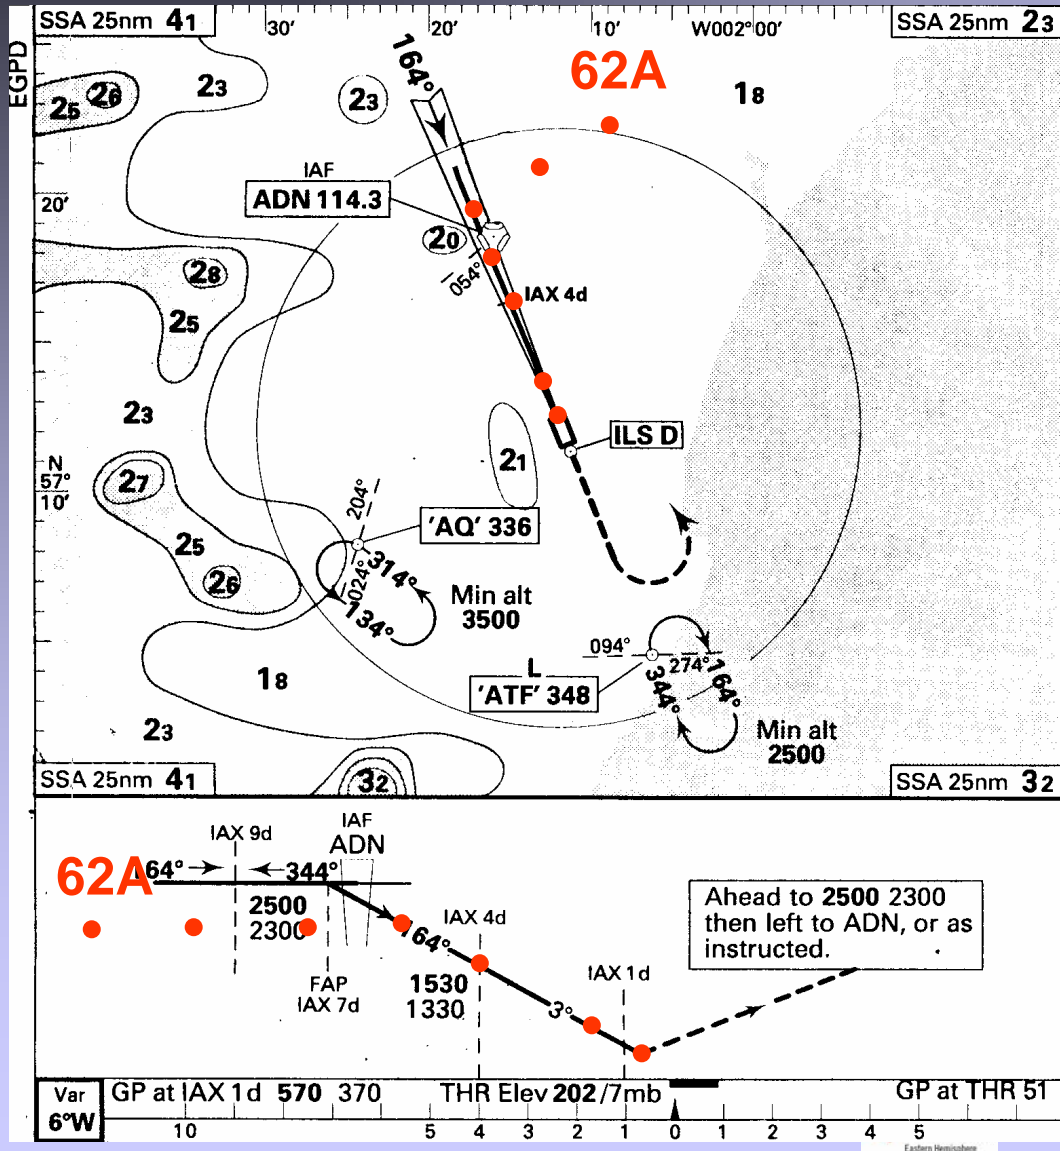 SSA 25nm 41
30'
20'
10'
W002°00'
SSA 25nm 23
EGPD
164°
62A
26
25
23
23
18
IAF
ADN 114.3
20'
20
28
054°
IAX 4d
25
23
ILS D
21
N
57°
10'
27
204°
'AQ' 336
25
26
314°
024°
134°
Min alt
3500
094°
274°
L
'ATF' 348
344°
164°
18
23
Min alt
2500
SSA 25nm 41
32
SSA 25nm 32
IAX 9d
IAF
ADN
62A
164°
344°
2500
2300
IAX 4d
164°
Ahead to 2500 2300
then left to ADN, or as
instructed.
FAP
IAX 7d
1530
1330
3°
IAX 1d
Var
6°W
GP at IAX 1d 570 370
THR Elev 202/7mb
GP at THR 51
10 5 4 3 2 1 0 1 2 3 4 5
Eastern Hemisphere